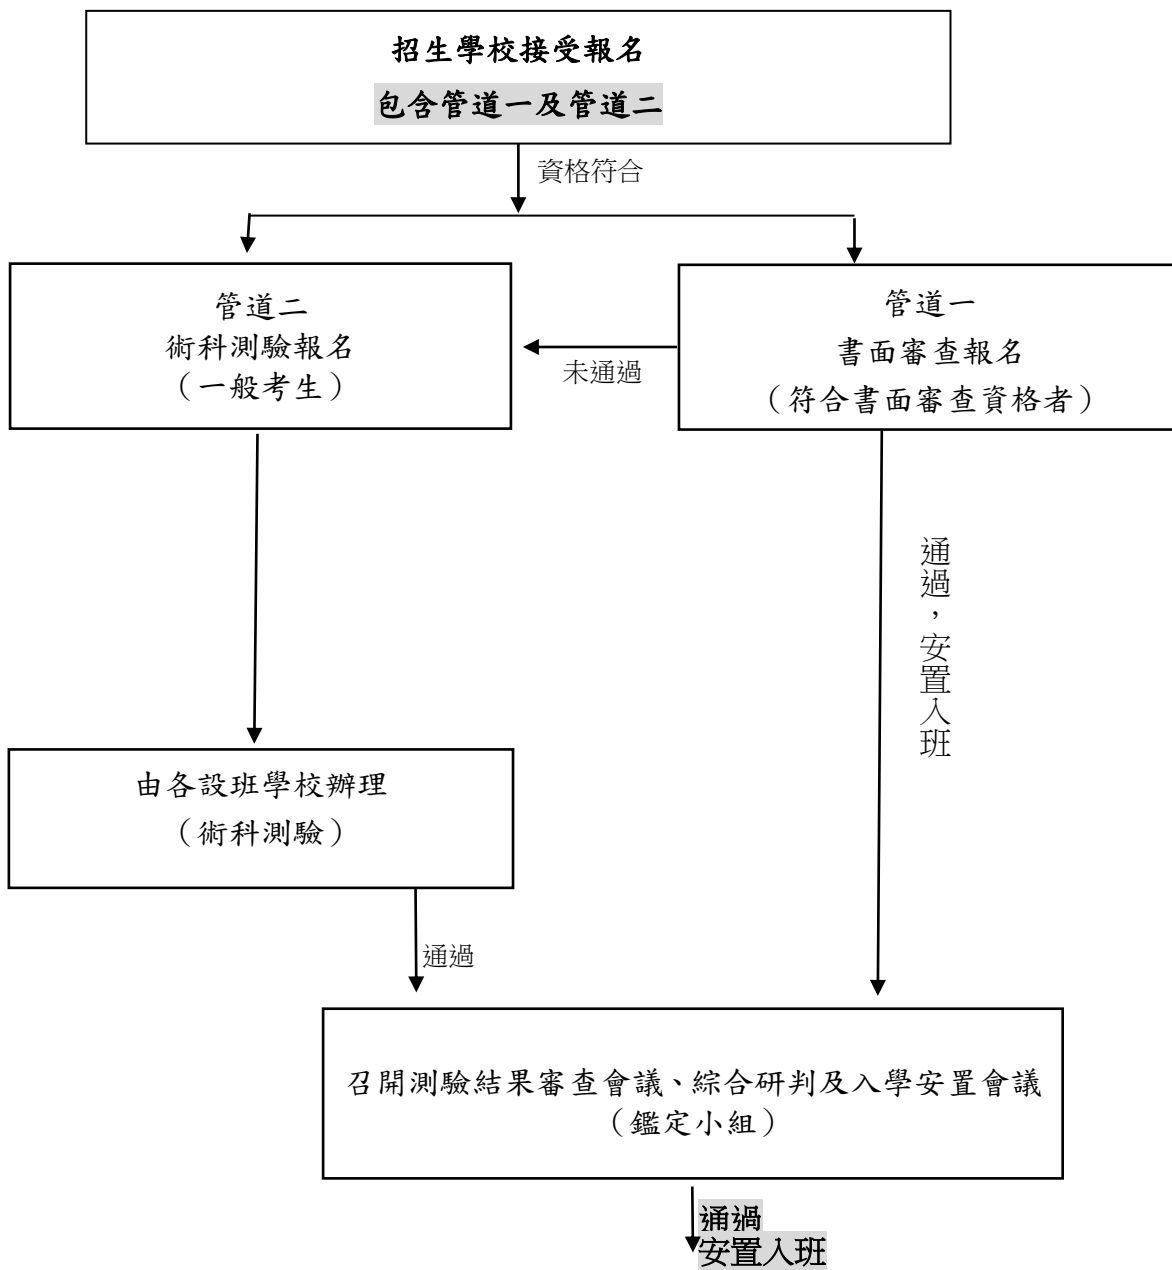 招生學校接受報名
包含管道一及管道二
資格符合
管道二
術科測驗報名
（一般考生）
未通過
管道一
書面審查報名
（符合書面審查資格者）
通過，安置入班
由各設班學校辦理
（術科測驗）
通過
召開測驗結果審查會議、綜合研判及入學安置會議
（鑑定小組）
通過
安置入班